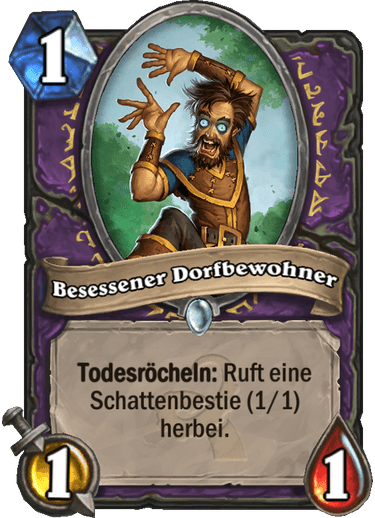 1
Besessener Dorfbewohner
Todesröcheln: Ruft eine
Schattenbestie (1/1)
herbei.
1
1